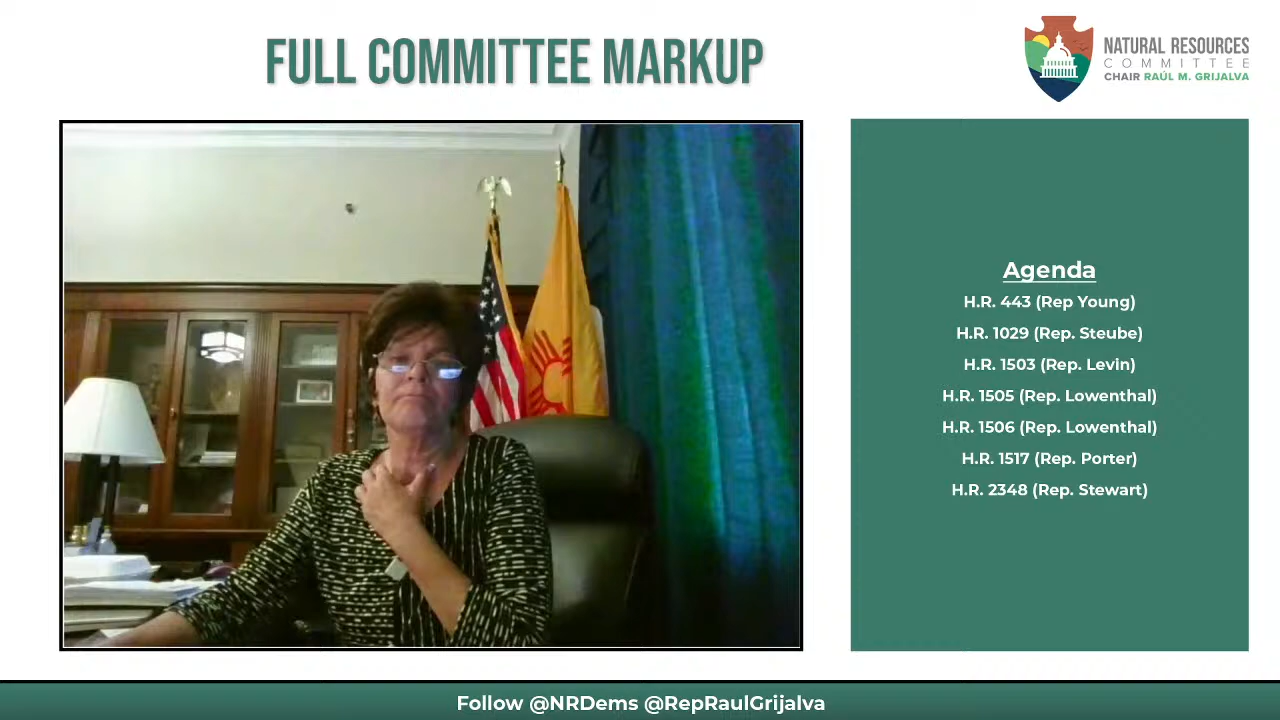 FULL COMMITTEE MARKUP
NATURAL RESOURCES
COMMITTEE
CHAIR RAÚL M. GRIJALVA
Agenda
H.R. 443 (Rep Young)
H.R. 1029 (Rep. Steube)
H.R. 1503 (Rep. Levin)
H.R. 1505 (Rep. Lowenthal)
H.R. 1506 (Rep. Lowenthal)
H.R. 1517 (Rep. Porter)
H.R. 2348 (Rep. Stewart)
Follow @NRDems @RepRaulGrijalva